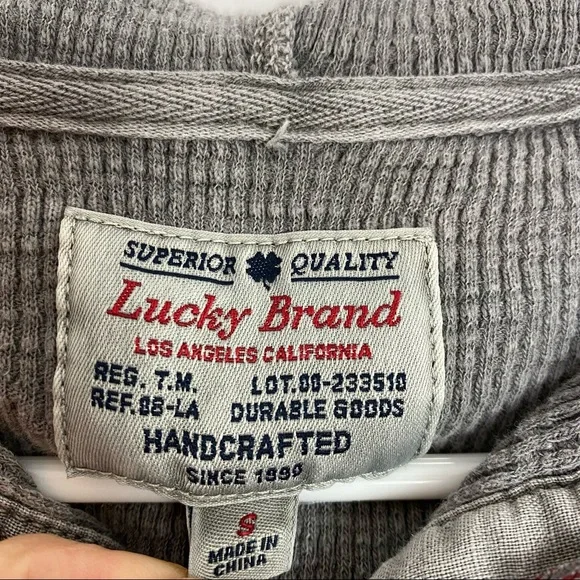 SUPERIOR QUALITY
Lucky Brand
LOS ANGELES CALIFORNIA
REG. T.M. LOT.00-233510
REF.08-LA DURABLE GOODS
HANDCRAFTED
SINCE 1990
S
MADE IN
CHINA